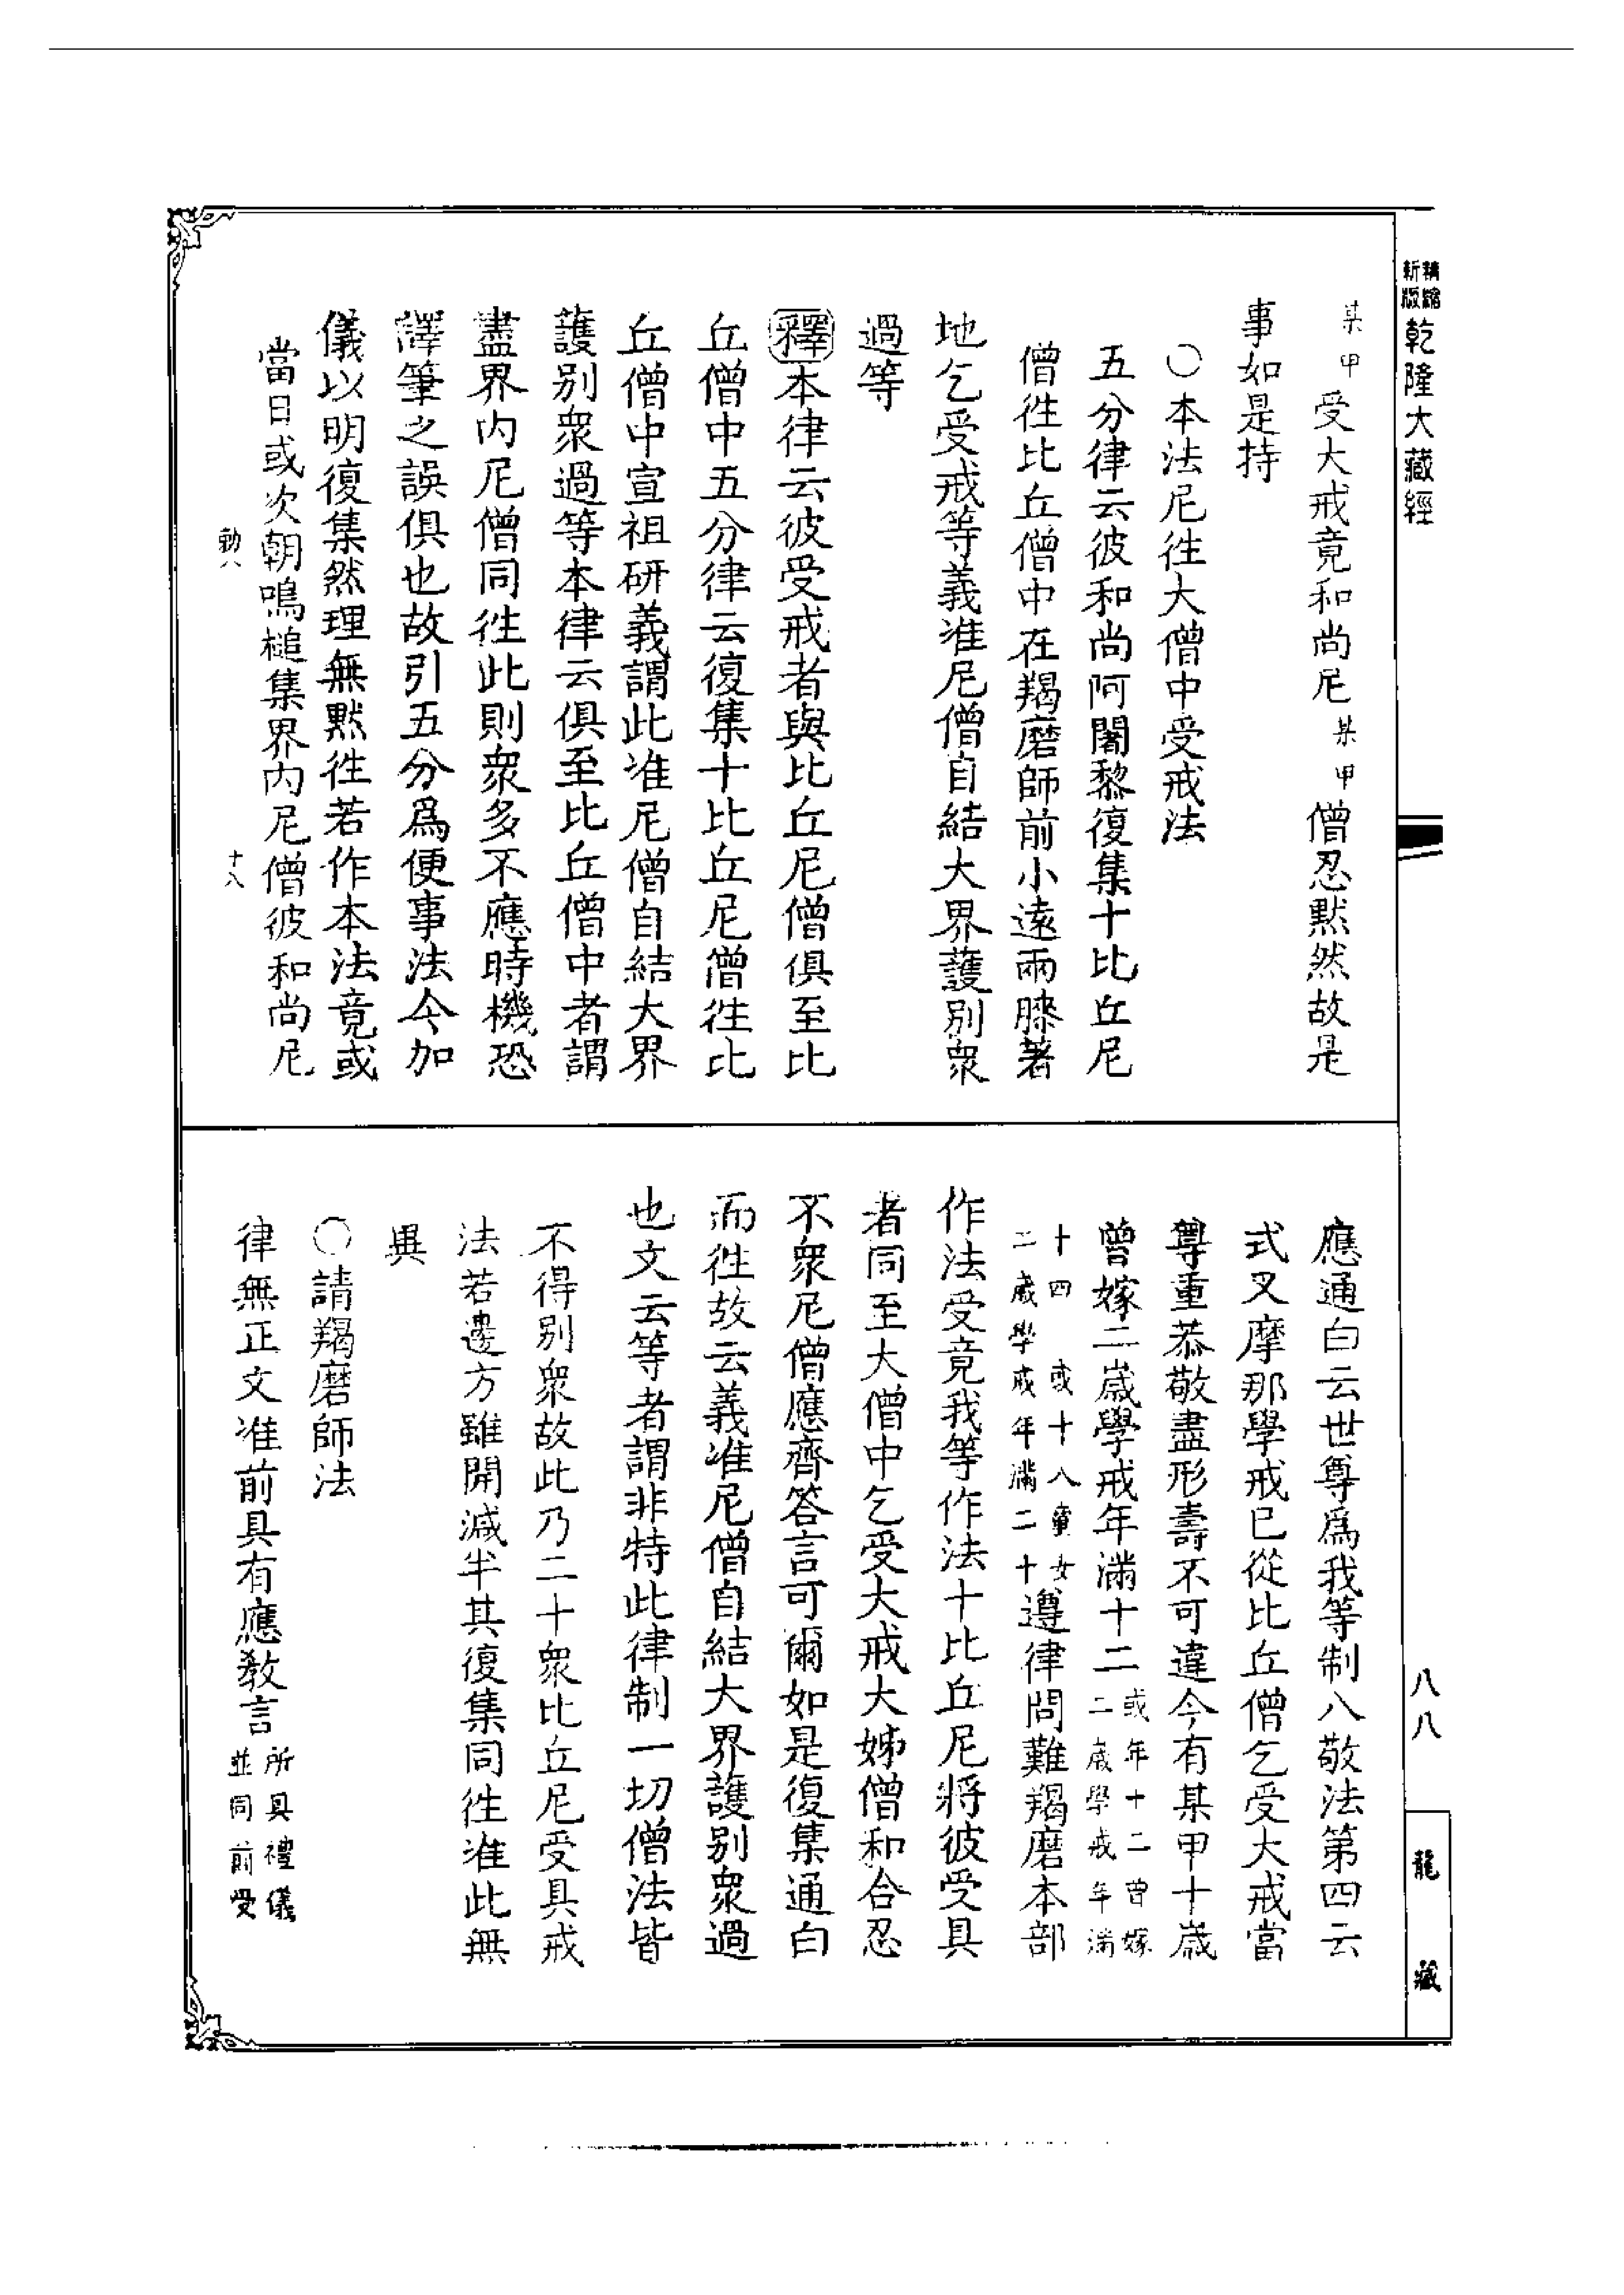 精縮新版乾隆大藏經
某甲受大戒竟和尚尼某甲僧忍默然故是
事如是持
〇本法尼徃大僧中受戒法
五分律云彼和尚阿闍黎復集十比丘尼
僧徃比丘僧中在羯磨師前小遠兩膝著
地乞受戒等義准尼僧自結大界護別衆
過等
釋本律云彼受戒者與比丘尼僧俱至比
丘僧中五分律云復集十比丘尼僧徃比
丘僧中宣祖研義謂此准尼僧自結大界
護別衆過等本律云俱至比丘僧中者謂
盡界內尼僧同徃此則衆多不應時機恐
譯筆之誤俱也故引五分爲便事法今加
儀以明復集然理無默徃若作本法竟或
當日或次朝鳴槌集界內尼僧彼和尚尼
勅八 十八
應通白云世尊爲我等制八敬法第四云
式叉摩那學戒已從比丘僧乞受大戒當
尊重恭敬盡形壽不可違今有某甲十歲
曾嫁二歲學戒年滿十二或年十二曾嫁二歲學戒年滿
十四 或十八童女二歲學戒年滿二十遵律問難羯磨本部
作法受竟我等作法十比丘尼將彼受具
者同至大僧中乞受大戒大姊僧和合忍
不衆尼僧應齊答言可爾如是復集通白
而徃故云義准尼僧自結大界護別衆過
也文云等者謂非特此律制一切僧法皆
不得別衆故此乃二十衆比丘尼受具戒
法若邊方雖開減半其復集同徃准此無
異
〇請羯磨師法
律無正文准前具有應教言所具禮儀並同前受
八八
龍藏